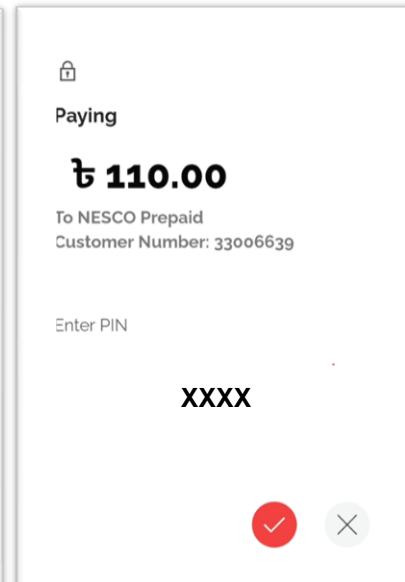 Paying
৳ 110.00
To NESCO Prepaid
Customer Number: 33006639
Enter PIN
XXXX